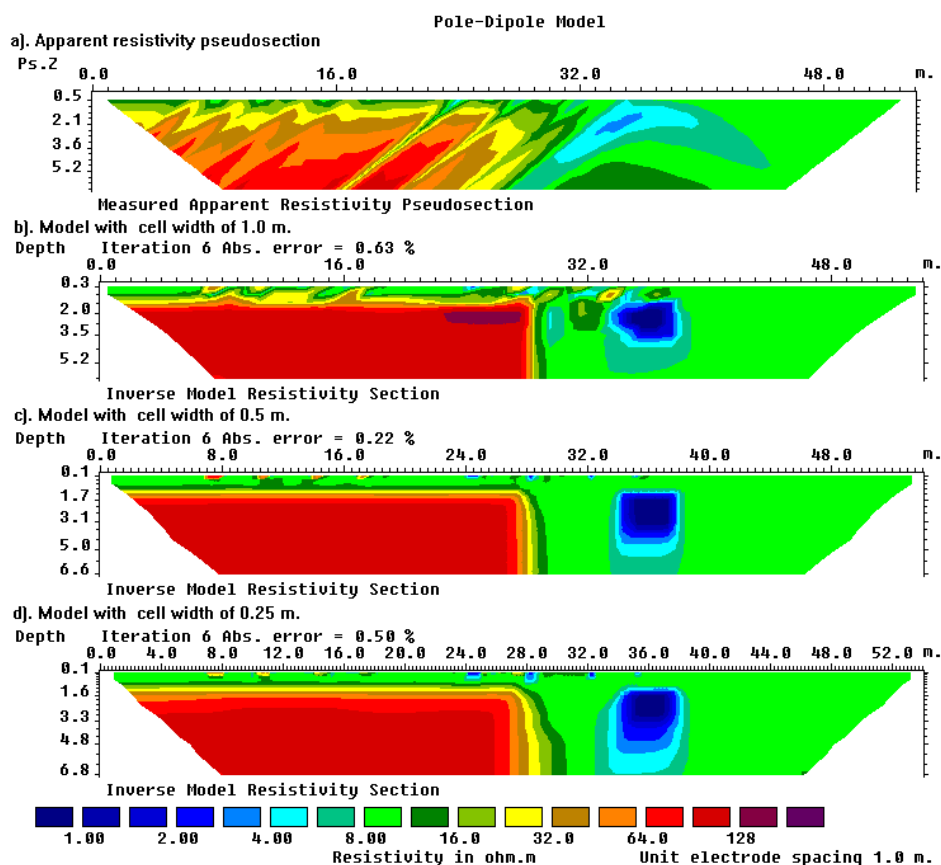 Pole-Dipole Model
a). Apparent resistivity pseudosection
Ps.Z 0.0 16.0 32.0 48.0 m.
0.5
2.1
3.6
5.2
Measured Apparent Resistivity Pseudosection
b). Model with cell width of 1.0 m.
Depth Iteration 6 Abs. error = 0.63 %
0.0 16.0 32.0 48.0 m.
0.3
2.0
3.5
5.2
Inverse Model Resistivity Section
c). Model with cell width of 0.5 m.
Depth Iteration 6 Abs. error = 0.22 %
0.0 8.0 16.0 24.0 32.0 40.0 48.0 m.
0.1
1.7
3.1
5.0
6.6
Inverse Model Resistivity Section
d). Model with cell width of 0.25 m.
Depth Iteration 6 Abs. error = 0.50 %
0.0 4.0 8.0 12.0 16.0 20.0 24.0 28.0 32.0 36.0 40.0 44.0 48.0 52.0 m.
0.1
1.6
3.3
4.8
6.8
Inverse Model Resistivity Section
1.00 2.00 4.00 8.00 16.0 32.0 64.0 128
Resistivity in ohm.m Unit electrode spacing 1.0 m.